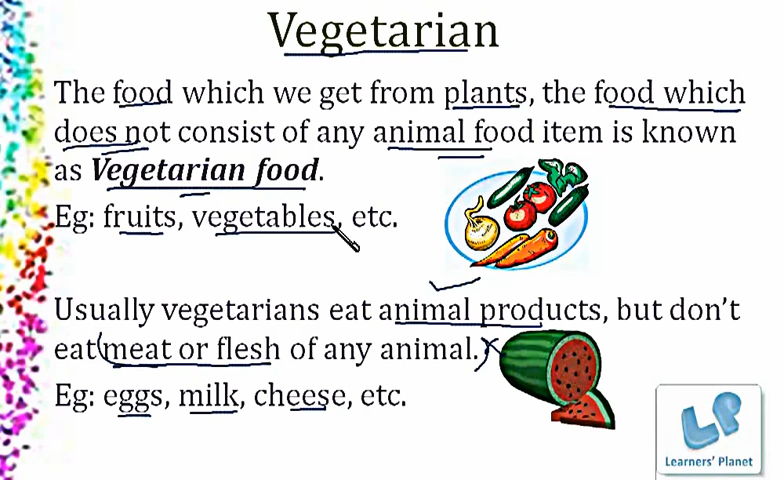 Vegetarian
The food which we get from plants, the food which
does not consist of any animal food item is known
as Vegetarian food.
Eg: fruits, vegetables, etc.
Usually vegetarians eat animal products, but don't
eat(meat or flesh of any animal.)
Eg: eggs, milk, cheese, etc.
LP
Learners' Planet